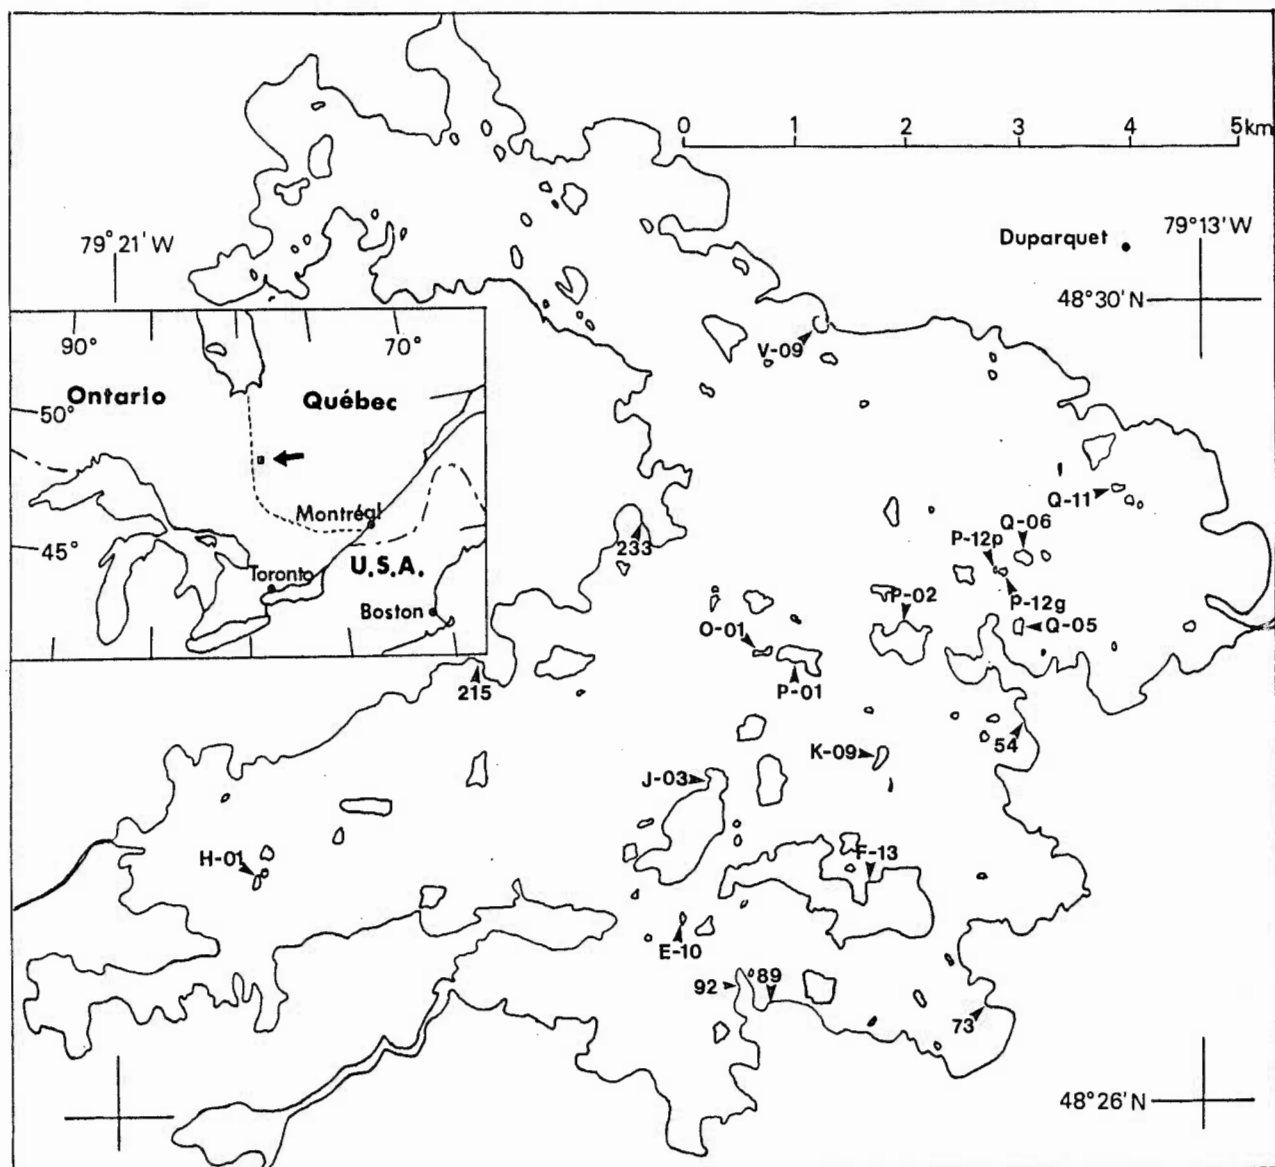 0 1 2 3 4 5km
79°21'W
Duparquet
79°13'W
48°30'N
90° 70°
V-09
Ontario Québec
50°
Q-11
Q-06
Montréal
P-12p
45°
233
U.S.A.
Toronto
P-02
P-12g
Boston
O-01
Q-05
215
P-01
54
K-09
J-03
H-01
F-13
E-10
92 89
73
48°26'N